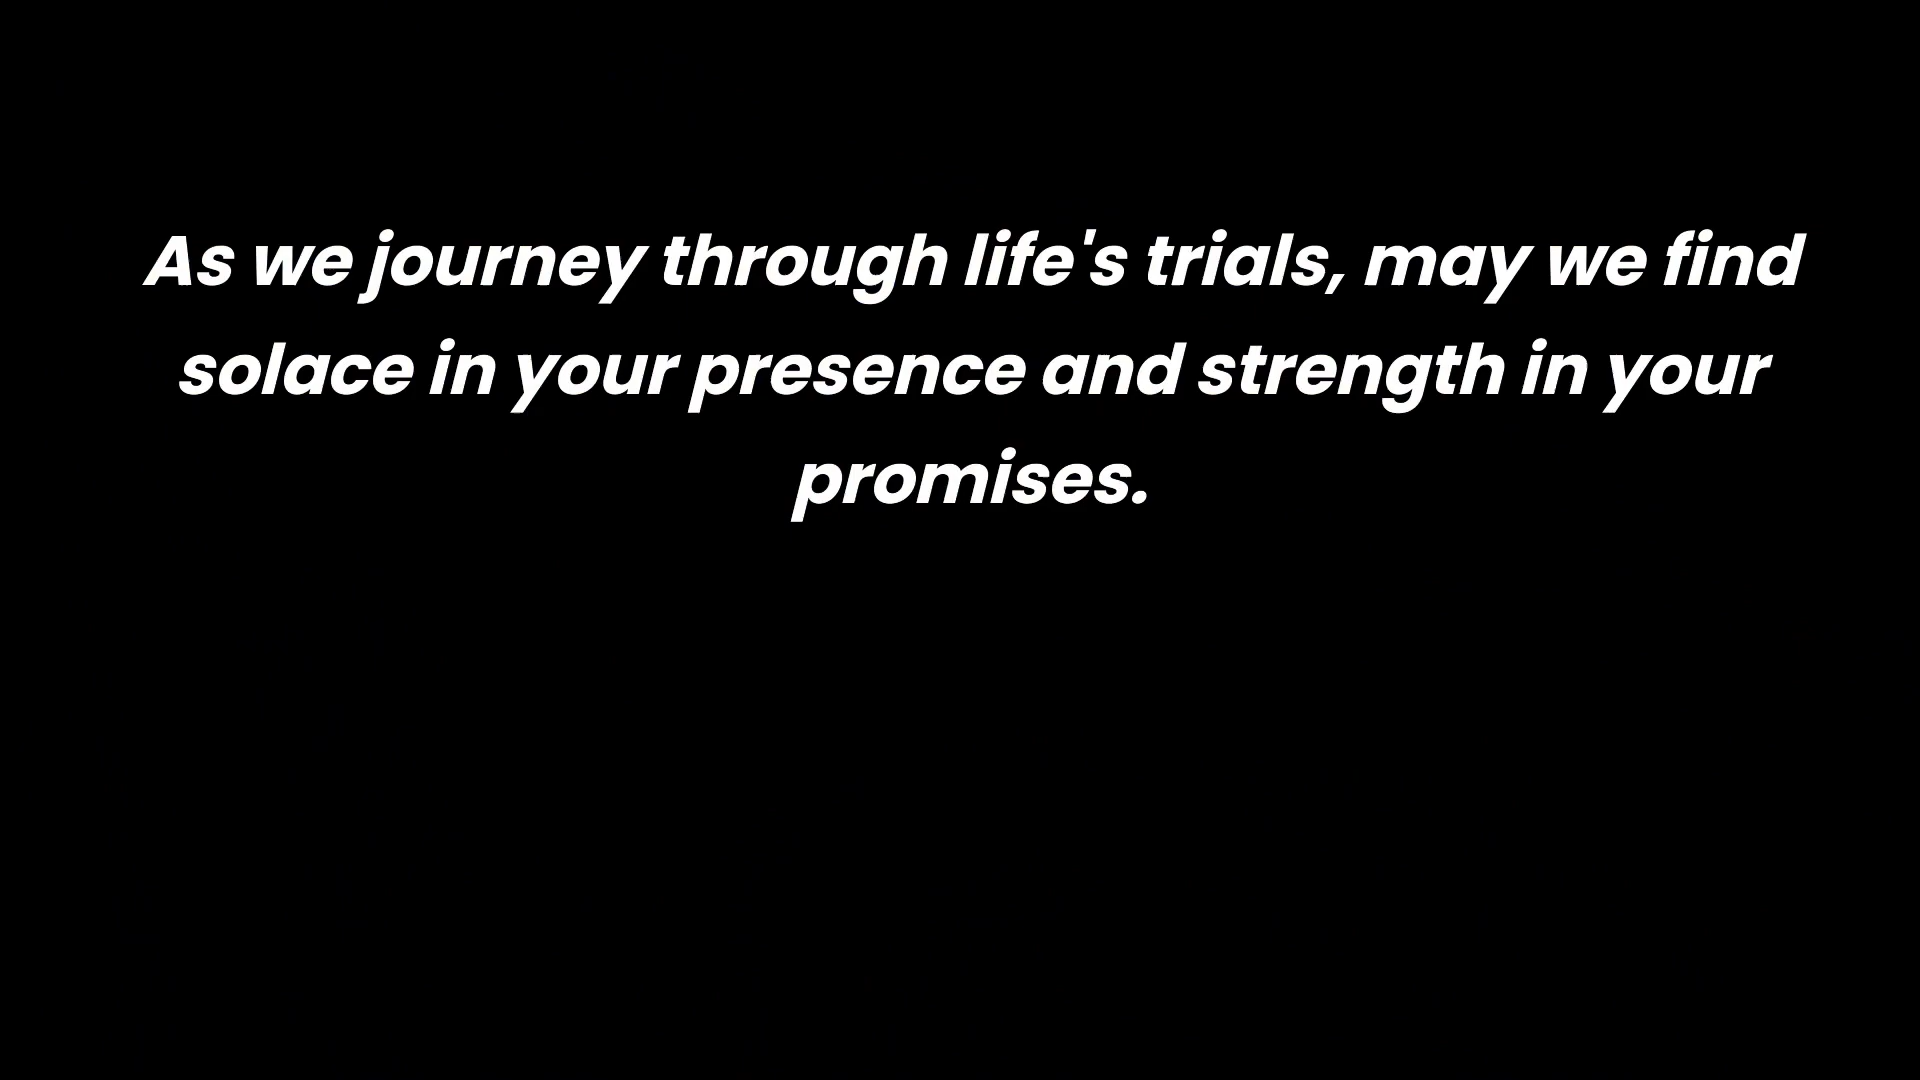 As we journey through life's trials, may we find
solace in your presence and strength in your
promises.